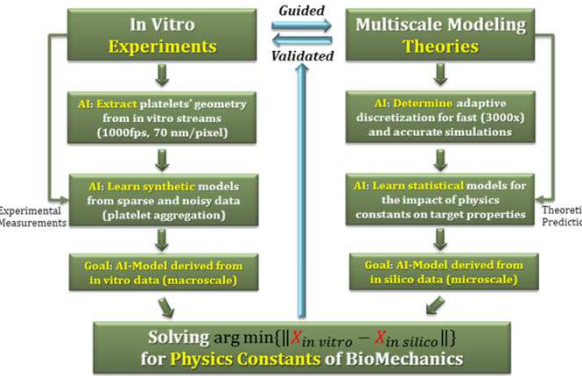 In Vitro
Experiments
Guided
Validated
Multiscale Modeling
Theories
AI: Extract platelets' geometry
from in vitro streams
(1000fps, 70 nm/pixel)
AI: Determine adaptive
discretization for fast (3000x)
and accurate simulations
Experimental
Measurements
AI: Learn synthetic models
from sparse and noisy data
(platelet aggregation)
AI: Learn statistical models for
the impact of physics
constants on target properties
Theoreti
Predictio
Goal: AI-Model derived from
in vitro data (macroscale)
Goal: AI-Model derived from
in silico data (microscale)
Solving arg min{‖X in vitro − X in silico‖}
for Physics Constants of BioMechanics